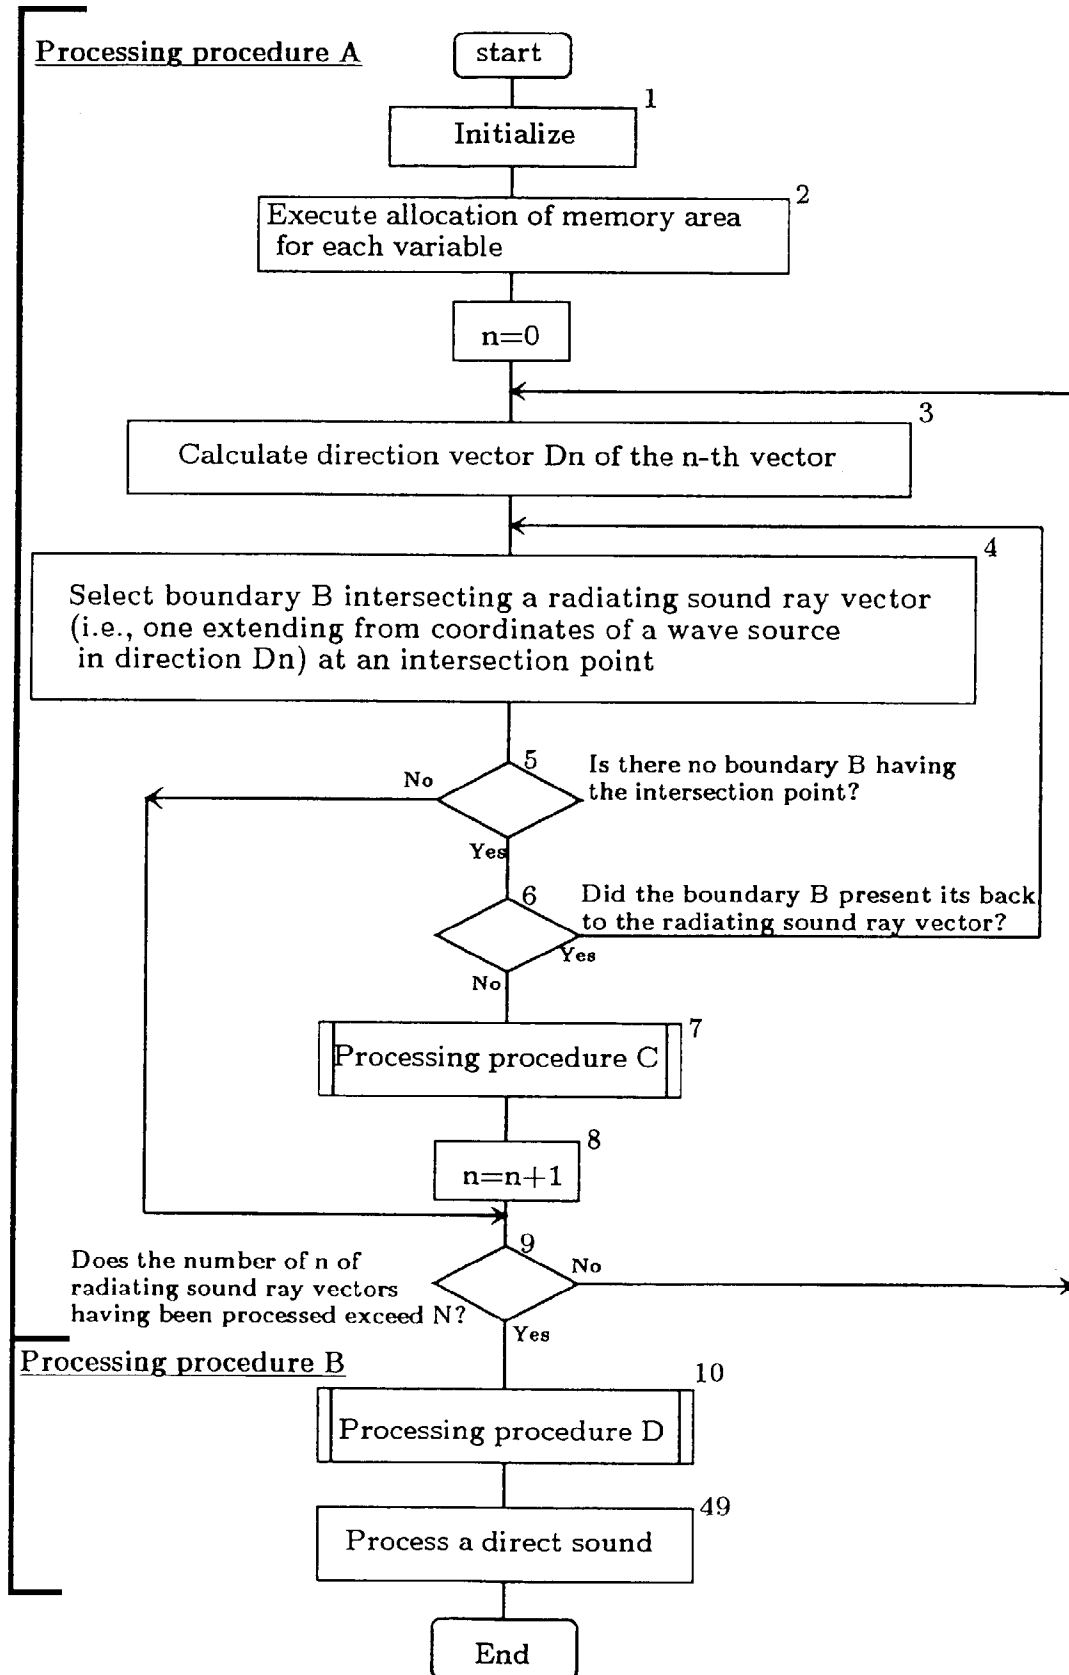 Processing procedure A
start
1
Initialize
2
Execute allocation of memory area
for each variable
n=0
3
Calculate direction vector Dn of the n-th vector
4
Select boundary B intersecting a radiating sound ray vector
(i.e., one extending from coordinates of a wave source
in direction Dn) at an intersection point
5
Is there no boundary B having
the intersection point?
No
Yes
6
Did the boundary B present its back
to the radiating sound ray vector?
Yes
No
7
Processing procedure C
8
n=n+1
9
Does the number of n of
radiating sound ray vectors
having been processed exceed N?
No
Yes
Processing procedure B
10
Processing procedure D
49
Process a direct sound
End